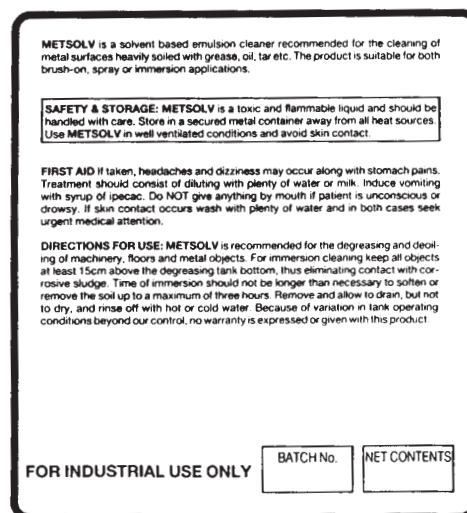 METSOLV is a solvent based emulsion cleaner recommended for the cleaning of
metal surfaces heavily soiled with grease, oil, tar etc. The product is suitable for both
brush-on, spray or immersion applications.
SAFETY & STORAGE: METSOLV is a toxic and flammable liquid and should be
handled with care. Store in a secured metal container away from all heat sources.
Use METSOLV in well ventilated conditions and avoid skin contact.
FIRST AID If taken, headaches and dizziness may occur along with stomach pains.
Treatment should consist of diluting with plenty of water or milk. Induce vomiting
with syrup of ipecac. Do NOT give anything by mouth if patient is unconscious or
drowsy. If skin contact occurs wash with plenty of water and in both cases seek
urgent medical attention.
DIRECTIONS FOR USE: METSOLV is recommended for the degreasing and deoil-
ing of machinery, floors and metal objects. For immersion cleaning keep all objects
at least 15cm above the degreasing tank bottom, thus eliminating contact with cor-
rosive sludge. Time of immersion should not be longer than necessary to soften or
remove the soil up to a maximum of three hours. Remove and allow to drain, but not
to dry, and rinse off with hot or cold water. Because of variation in tank operating
conditions beyond our control, no warranty is expressed or given with this product.
FOR INDUSTRIAL USE ONLY
BATCH No.
NET CONTENTS